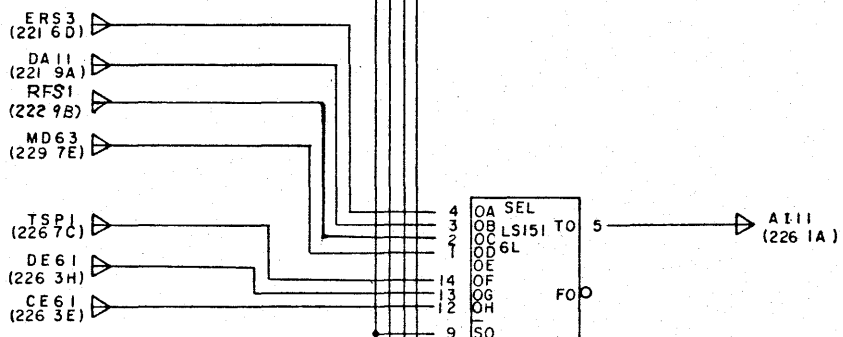 ERS3
(221 6D)
DA11
(221 9A)
RFS1
(222 9B)
MD63
(229 7E)
TSP1
(226 7C)
DE61
(226 3H)
CE61
(226 3E)
4 0A SEL
3 0B
2 0C LS151 T0 5
1 0D 6L
0E
14 0F
13 0G F0
12 0H
9 S0
AI11
(226 1A)